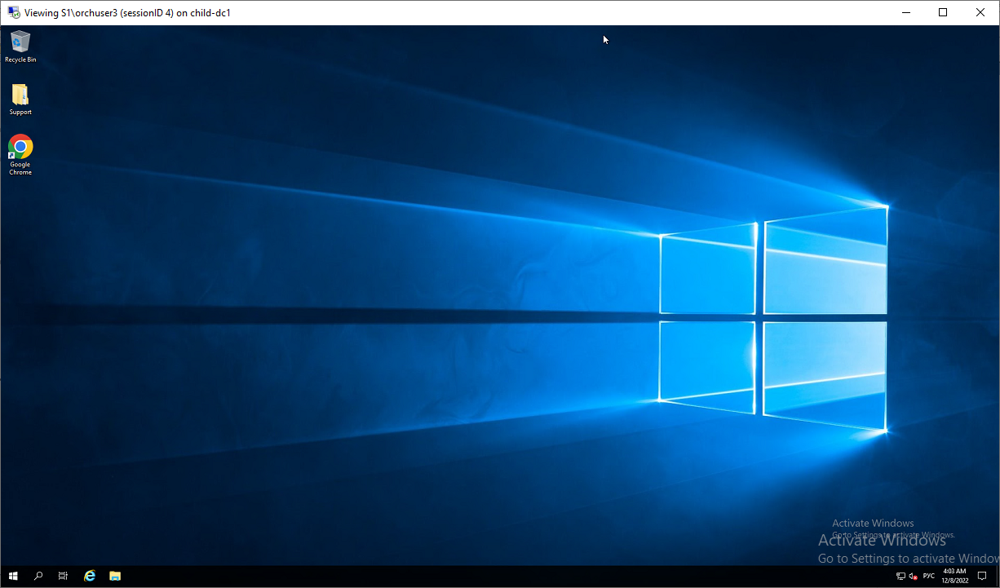 Viewing S1\orchuser3 (sessionID 4) on child-dc1
Recycle Bin
Support
Google
Chrome
Activate Windows
Go to Settings to activate Windows.
Activate Windows
Go to Settings to activate Window
РУС
4:03 AM
12/8/2022